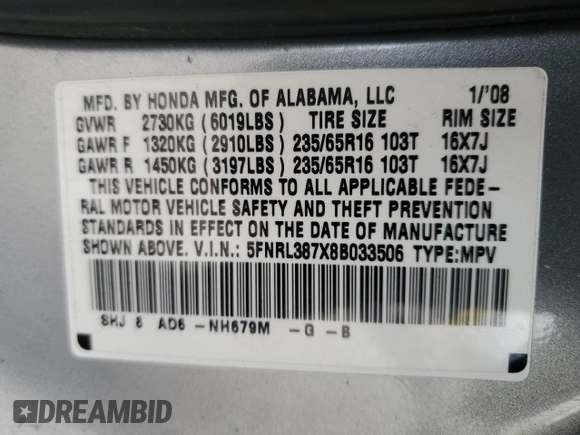 MFD. BY HONDA MFG. OF ALABAMA, LLC 1/'08
GVWR 2730KG (6019LBS) TIRE SIZE RIM SIZE
GAWR F 1320KG (2910LBS) 235/65R16 103T 16X7J
GAWR R 1450KG (3197LBS) 235/65R16 103T 16X7J
THIS VEHICLE CONFORMS TO ALL APPLICABLE FEDE-
RAL MOTOR VEHICLE SAFETY AND THEFT PREVENTION
STANDARDS IN EFFECT ON THE DATE OF MANUFACTURE
SHOWN ABOVE. V.I.N.: 5FNRL387X8B033506 TYPE:MPV
SHJ 8 AD6 -NH679M -G -B
DREAMBID